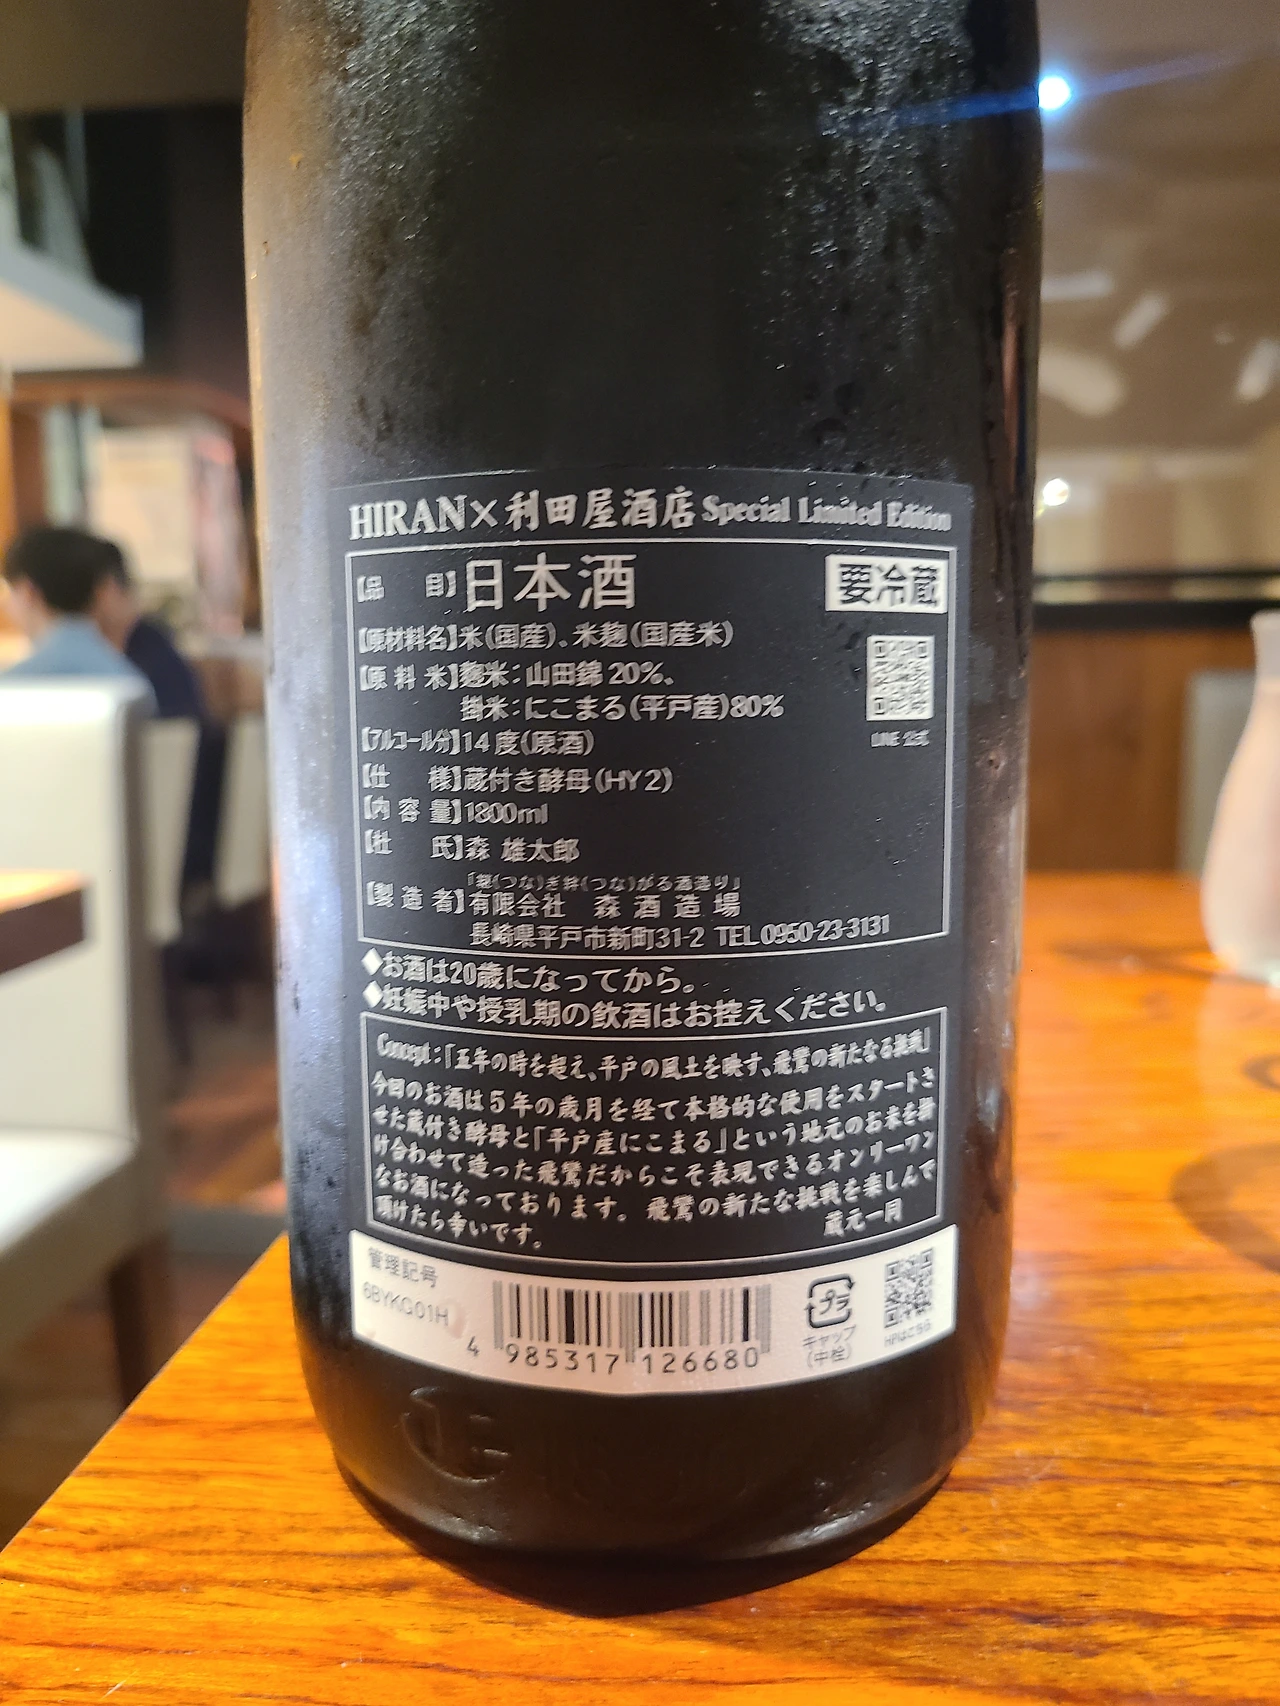 HIRAN×利田屋酒店 Special Limited Edition
【品目】日本酒
要冷蔵
【原材料名】米(国産)、米麹(国産米)
【原料米】麹米:山田錦 20%、
掛米:にこまる(平戸産)80%
LINE 公式
【アルコール分】14度(原酒)
【仕様】蔵付き酵母(HY2)
【内容量】1800ml
【杜氏】森 雄太郎
「継(つな)ぎ絆(つな)がる酒造り」
【製造者】有限会社 森酒造場
長崎県平戸市新町31-2 TEL.0950-23-3131
◆お酒は20歳になってから。
◆妊娠中や授乳期の飲酒はお控えください。
Concept:「五年の時を超え、平戸の風土を映す、飛鸞の新たなる挑戦」
今回のお酒は5年の歳月を経て本格的な使用をスタートさ
せた蔵付き酵母と「平戸産にこまる」という地元のお米を掛
け合わせて造った飛鸞だからこそ表現できるオンリーワン
なお酒になっております。飛鸞の新たな挑戦を楽しんで
頂けたら幸いです。 蔵元一同
管理記号
6BYKG01H
4 985317 126680
プラ
キャップ
(中栓)
HPはこちら